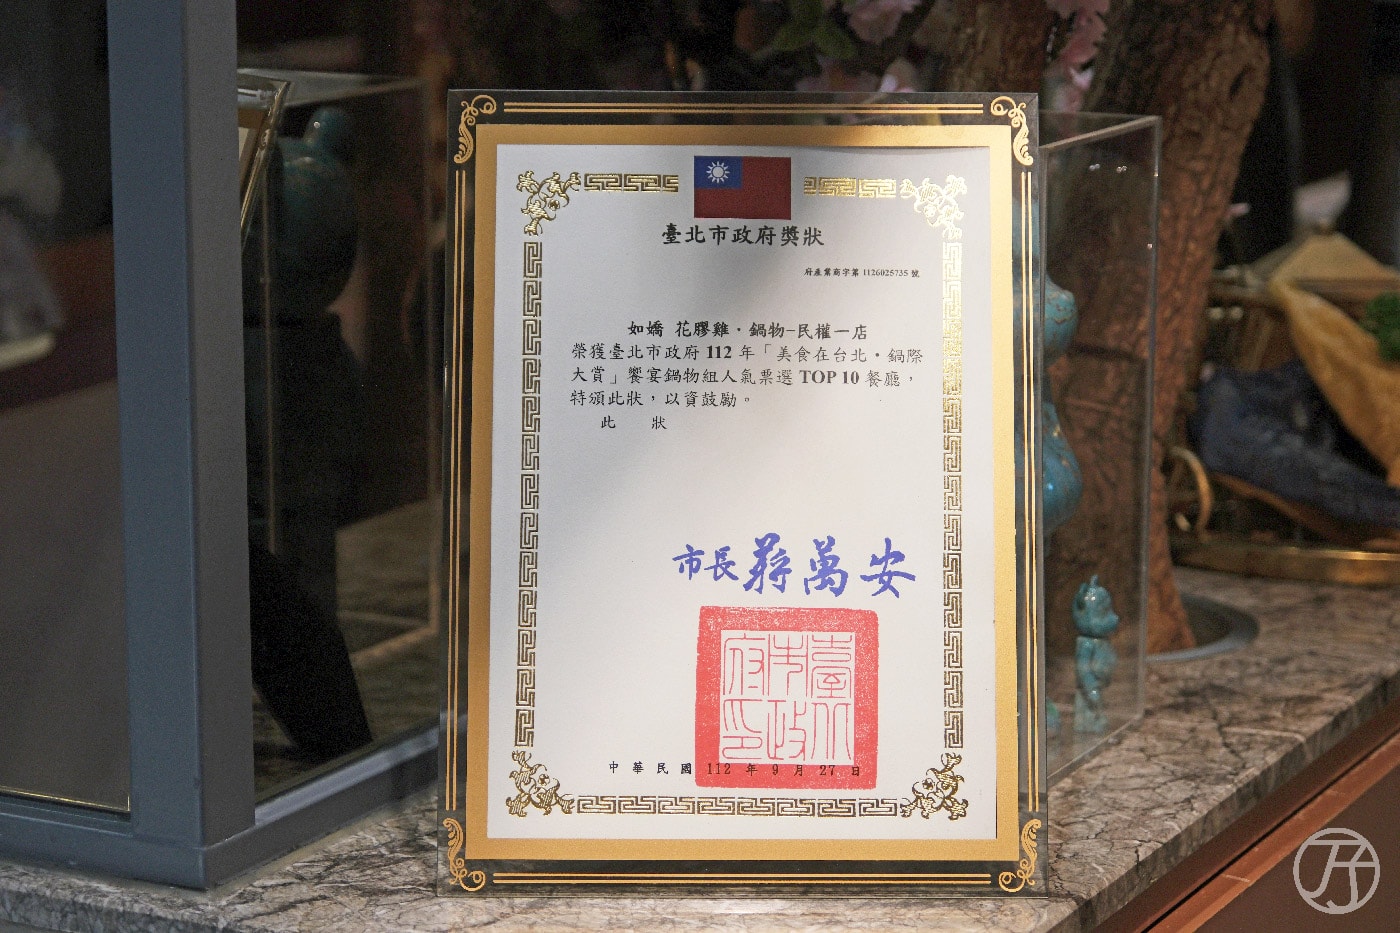 臺北市政府獎狀
府產業商字第 1126025735 號
如嬌 花膠雞·鍋物-民權一店
榮獲臺北市政府 112 年「美食在台北·鍋際
大賞」饗宴鍋物組人氣票選 TOP 10 餐廳，
特頒此狀，以資鼓勵。
此 狀
市長 蔣萬安
臺北市政府印
中華民國 112 年 9 月 27 日